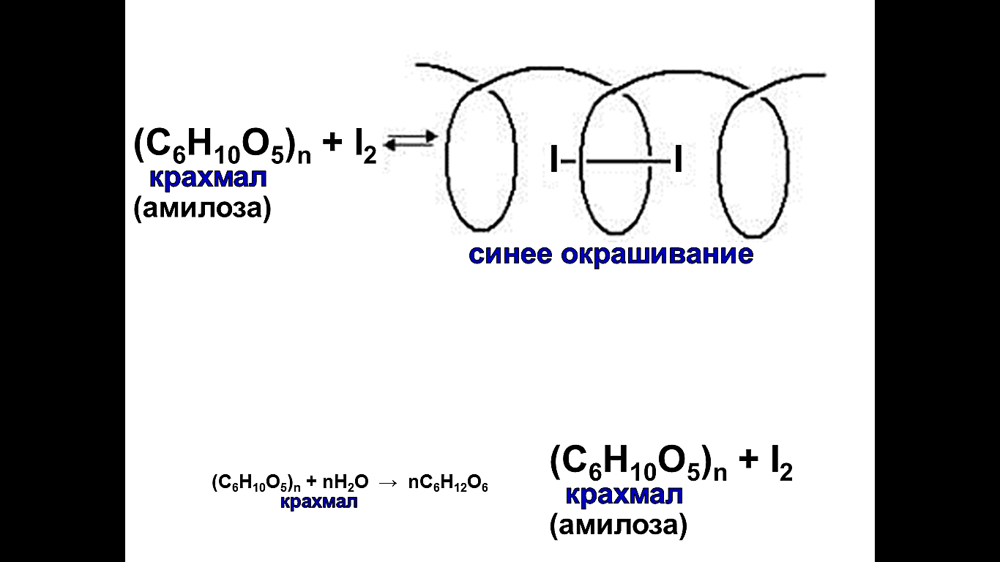 (C₆H₁₀O₅)ₙ + I₂ ⇌
крахмал
(амилоза)
I I
синее окрашивание
(C₆H₁₀O₅)ₙ + nH₂O → nC₆H₁₂O₆
крахмал
(C₆H₁₀O₅)ₙ + I₂
крахмал
(амилоза)